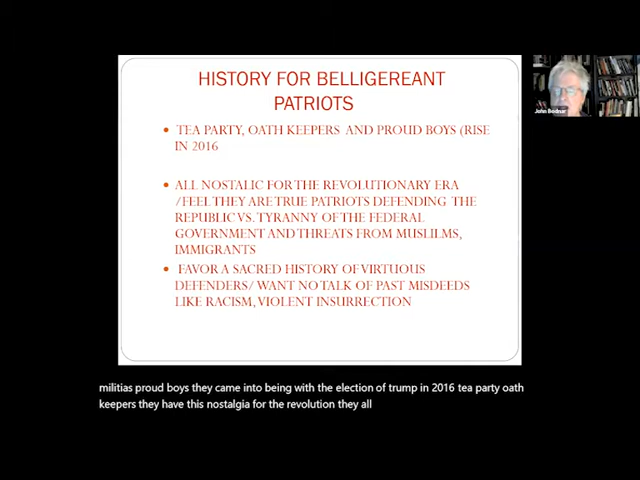 HISTORY FOR BELLIGEREANT
PATRIOTS
• TEA PARTY, OATH KEEPERS AND PROUD BOYS (RISE
IN 2016
• ALL NOSTALIC FOR THE REVOLUTIONARY ERA
/FEEL THEY ARE TRUE PATRIOTS DEFENDING THE
REPUBLIC VS. TYRANNY OF THE FEDERAL
GOVERNMENT AND THREATS FROM MUSLILMS,
IMMIGRANTS
• FAVOR A SACRED HISTORY OF VIRTUOUS
DEFENDERS/ WANT NO TALK OF PAST MISDEEDS
LIKE RACISM, VIOLENT INSURRECTION
John Bodnar
militias proud boys they came into being with the election of trump in 2016 tea party oath
keepers they have this nostalgia for the revolution they all